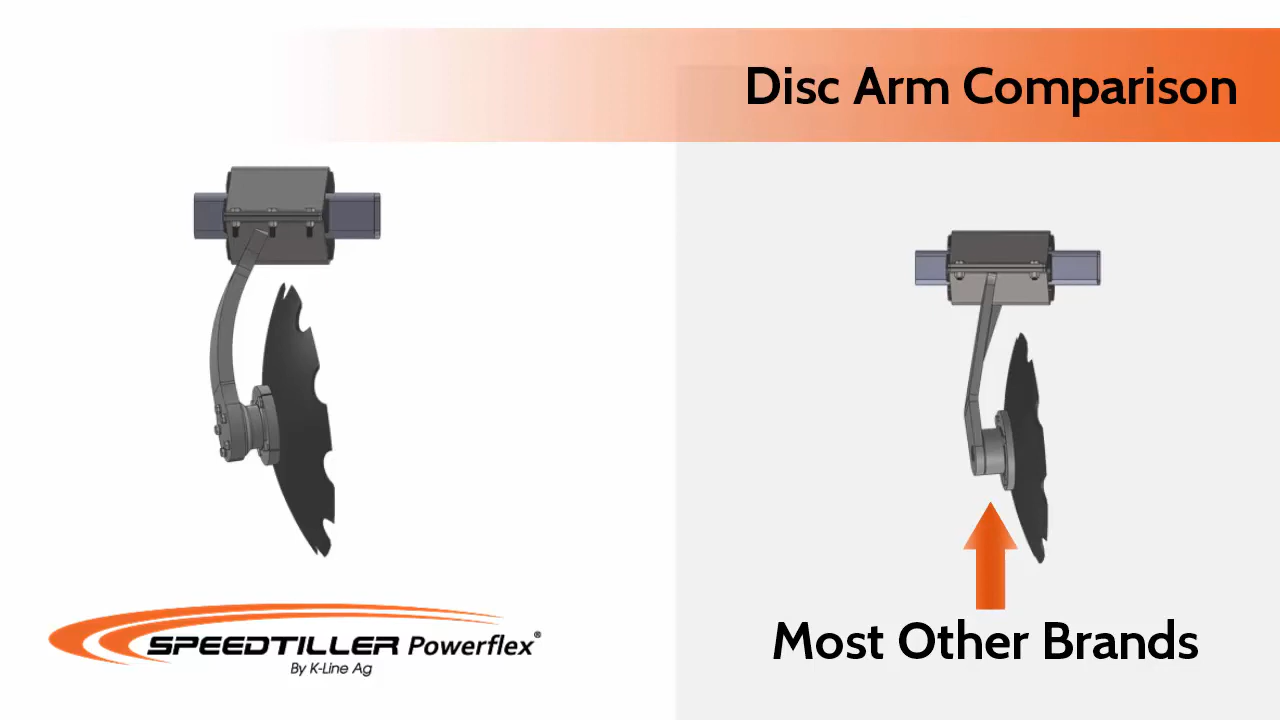 Disc Arm Comparison
SPEEDTILLER Powerflex®
By K-Line Ag
Most Other Brands